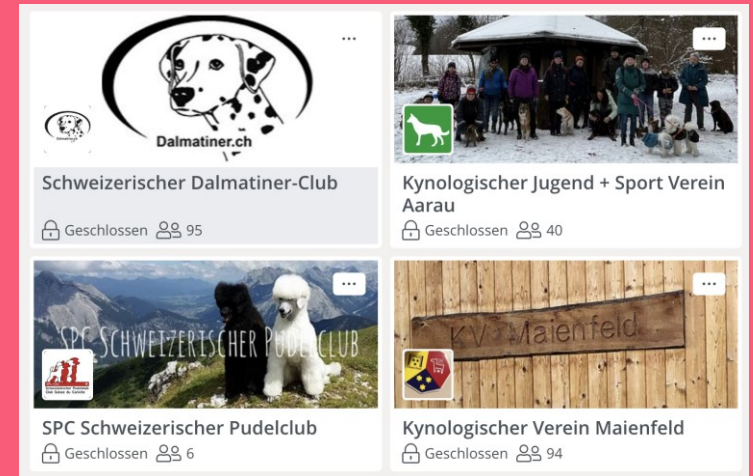 Dalmatiner.ch
Schweizerischer Dalmatiner-Club
Geschlossen 95
Kynologischer Jugend + Sport Verein
Aarau
Geschlossen 40
SPC SCHWEIZERISCHER PUDELCLUB
SPC Schweizerischer Pudelclub
Geschlossen 6
KV Maienfeld
Kynologischer Verein Maienfeld
Geschlossen 94